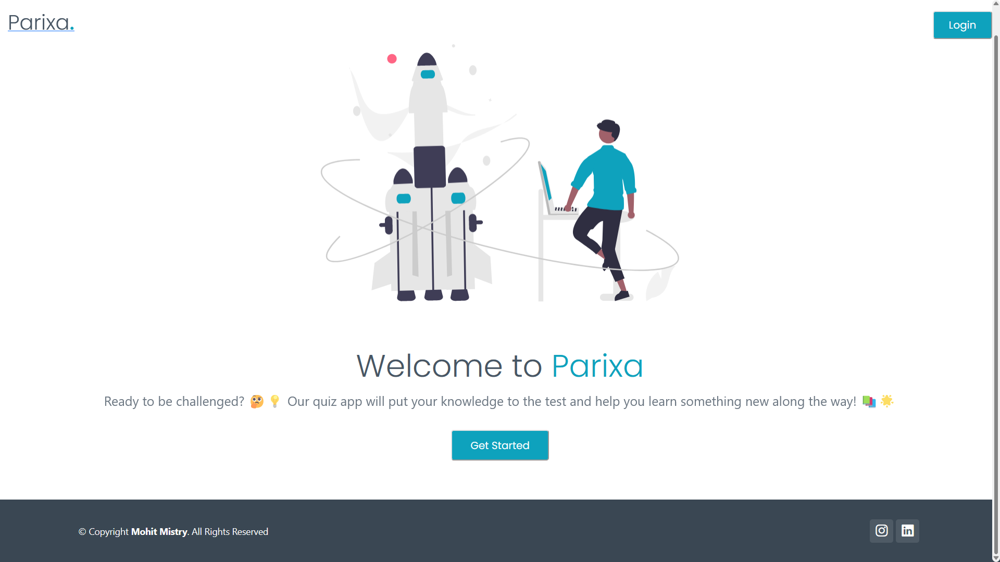 Parixa.
Login
Welcome to Parixa
Ready to be challenged? 🤔💡 Our quiz app will put your knowledge to the test and help you learn something new along the way! 📚🌟
Get Started
© Copyright Mohit Mistry. All Rights Reserved